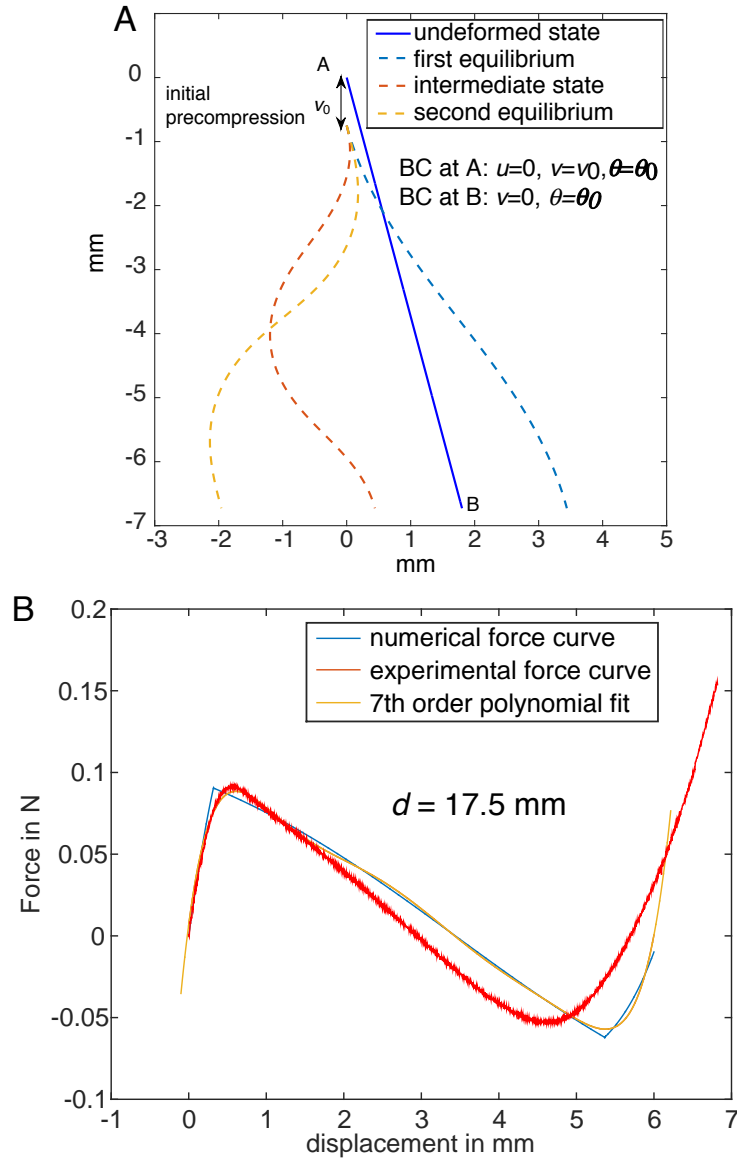 A
undeformed state
first equilibrium
intermediate state
second equilibrium
A
initial
precompression
v0
BC at A: u=0, v=v0,θ=θ0
BC at B: v=0, θ=θ0
B
0
-1
-2
-3
-4
-5
-6
-7
mm
-3 -2 -1 0 1 2 3 4 5
mm
B
numerical force curve
experimental force curve
7th order polynomial fit
d = 17.5 mm
0.2
0.15
0.1
0.05
0
-0.05
-0.1
Force in N
-1 0 1 2 3 4 5 6 7
displacement in mm